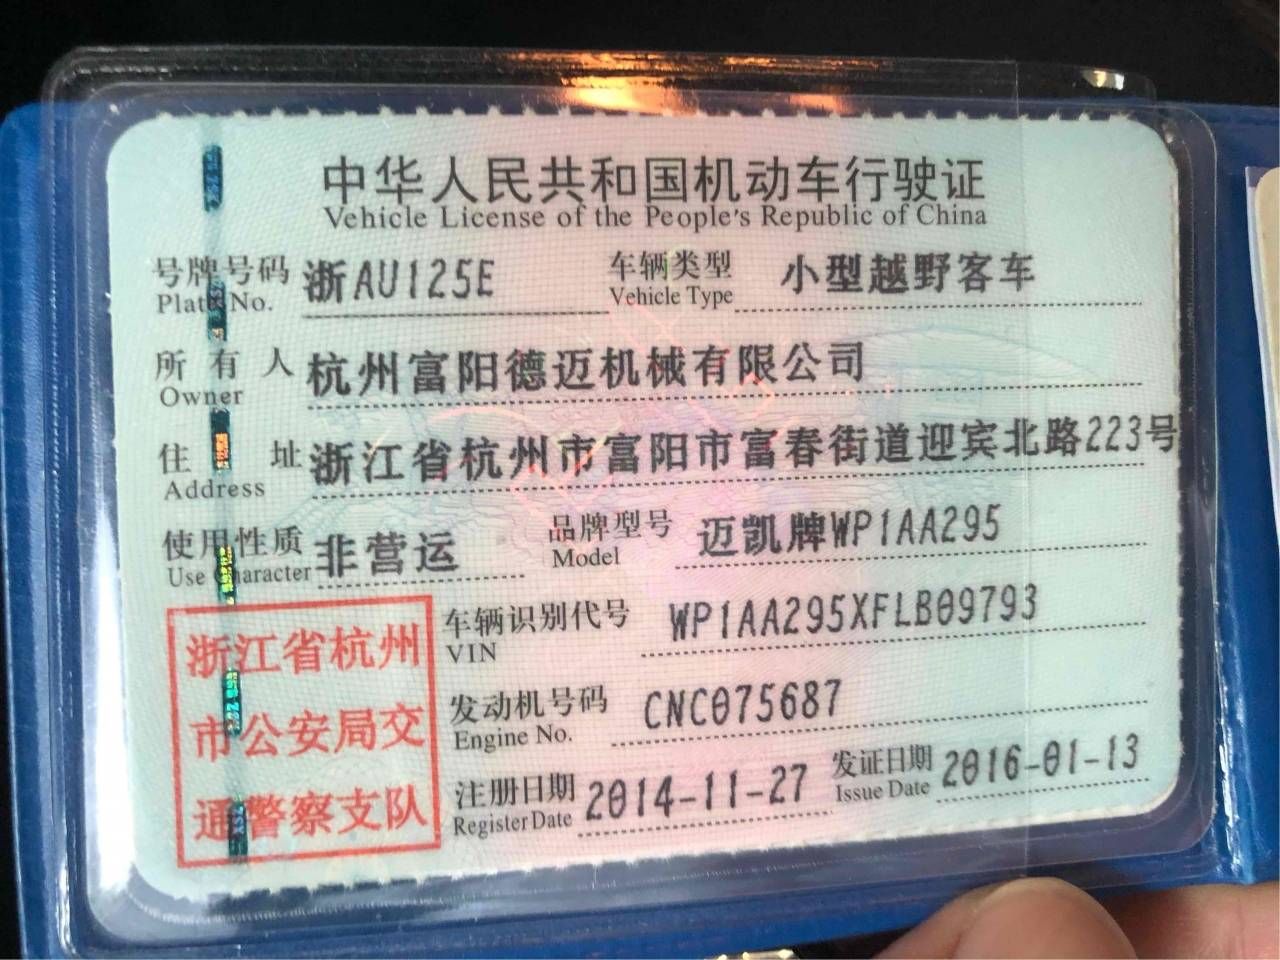 中华人民共和国机动车行驶证
Vehicle License of the People's Republic of China
号牌号码 浙AU125E 车辆类型 小型越野客车
Plate No. Vehicle Type
所有人 杭州富阳德迈机械有限公司
Owner
住址 浙江省杭州市富阳市富春街道迎宾北路223号
Address
使用性质 非营运 品牌型号 迈凯牌WP1AA295
Use Character Model
浙江省杭州
市公安局交
通警察支队
车辆识别代号 WP1AA295XFLB09793
VIN
发动机号码 CNC075687
Engine No.
注册日期 2014-11-27 发证日期 2016-01-13
Register Date Issue Date